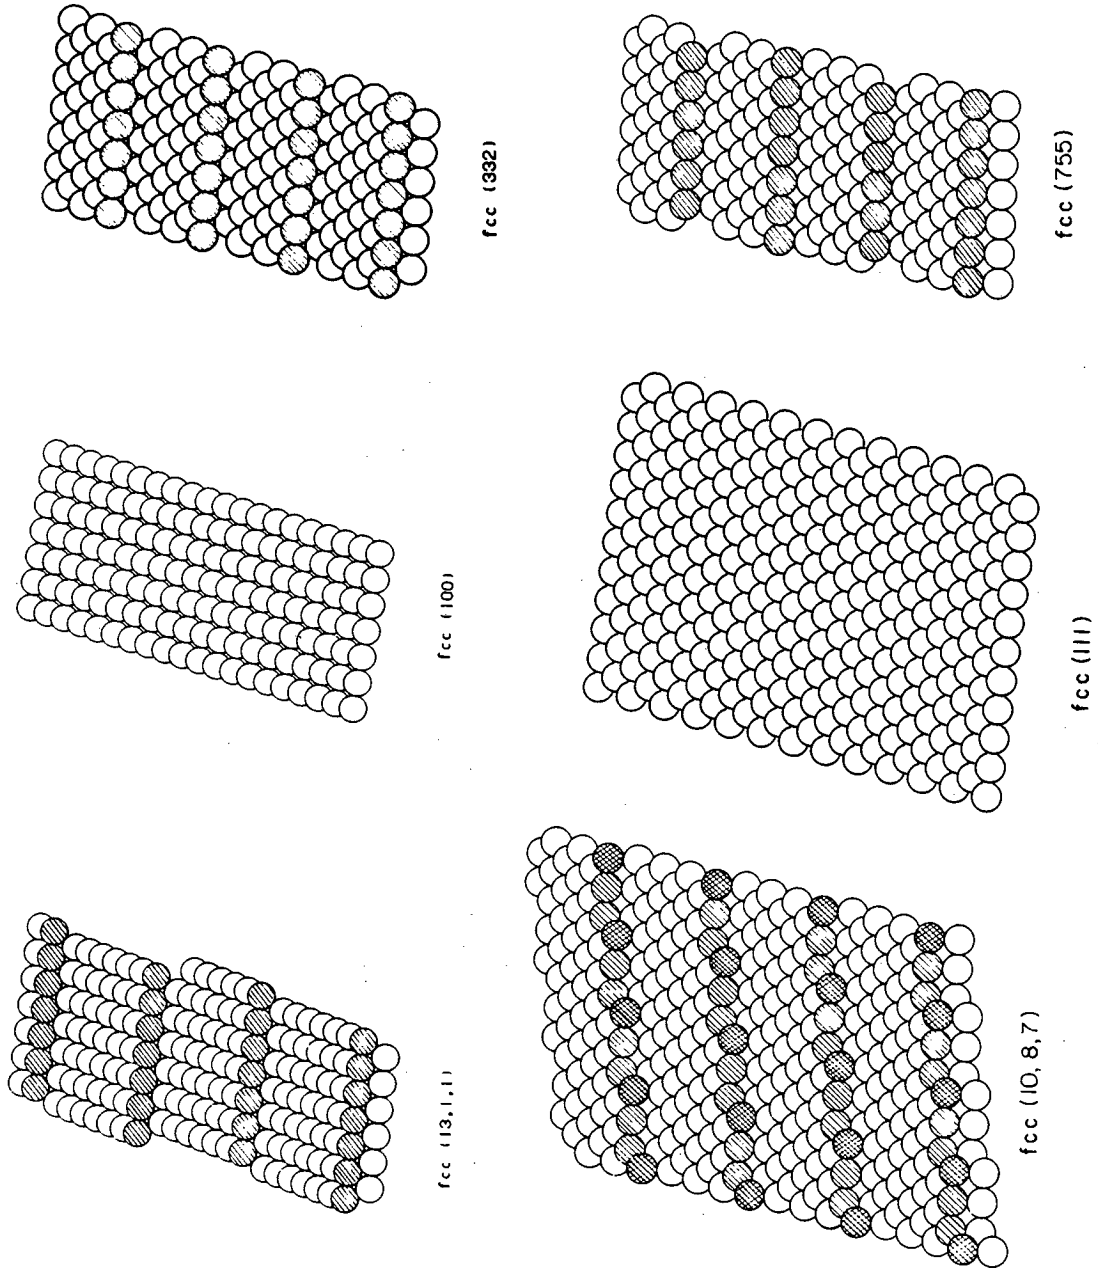 fcc (332)
fcc (100)
fcc (755)
fcc (13,1,1)
fcc (111)
fcc (10,8,7)